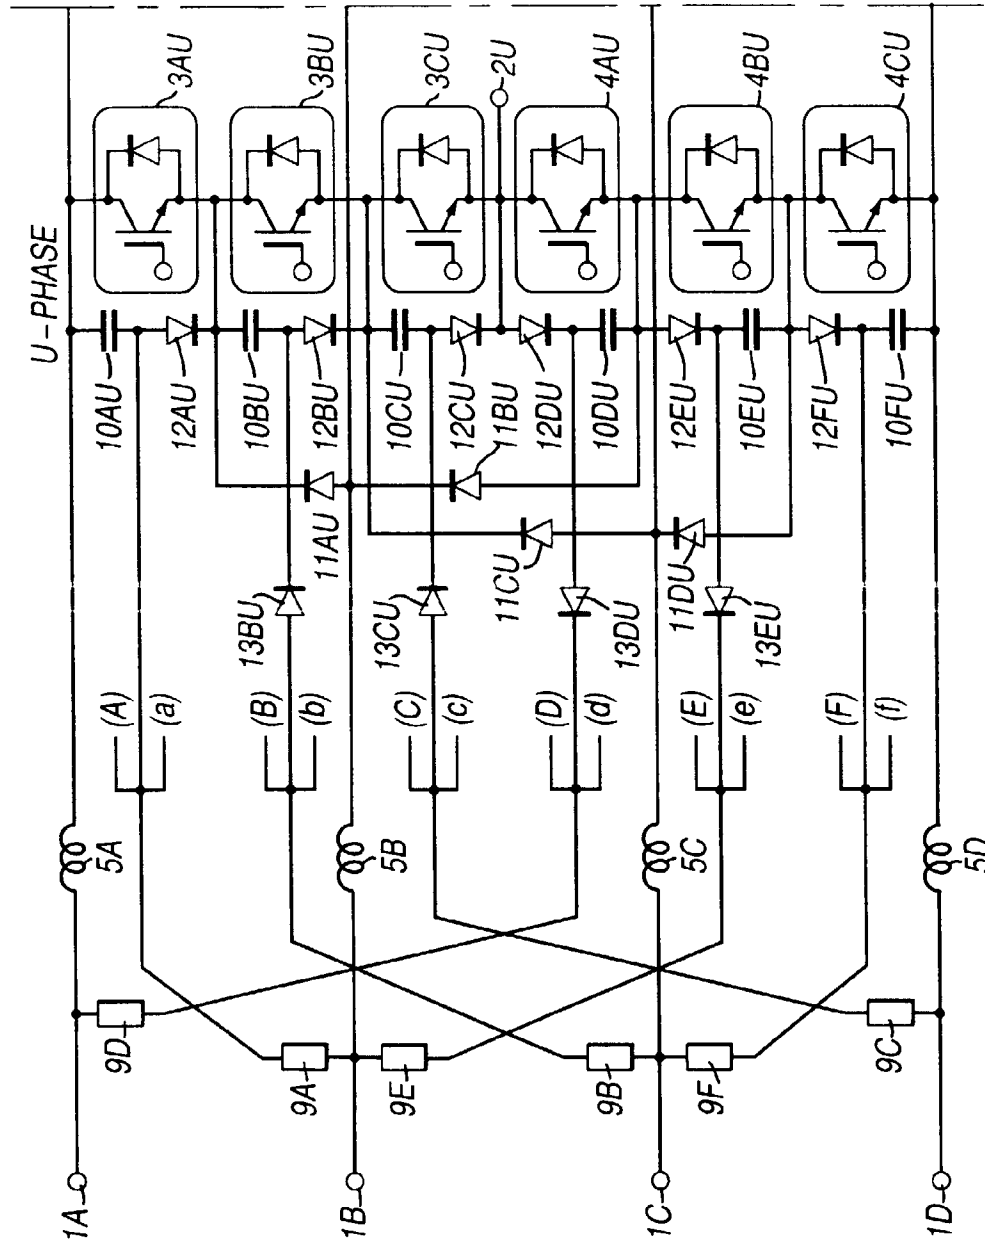 U-PHASE
3AU
3BU
3CU
2U
4AU
4BU
4CU
10AU
12AU
10BU
12BU
10CU
12CU
11BU
12DU
10DU
12EU
10EU
12FU
10FU
11AU
11CU
11DU
13BU
13CU
13DU
13EU
(A)
(a)
(B)
(b)
(C)
(c)
(D)
(d)
(E)
(e)
(F)
(f)
5A
5B
5C
5D
9D
9A
9E
9B
9F
9C
1A
1B
1C
1D